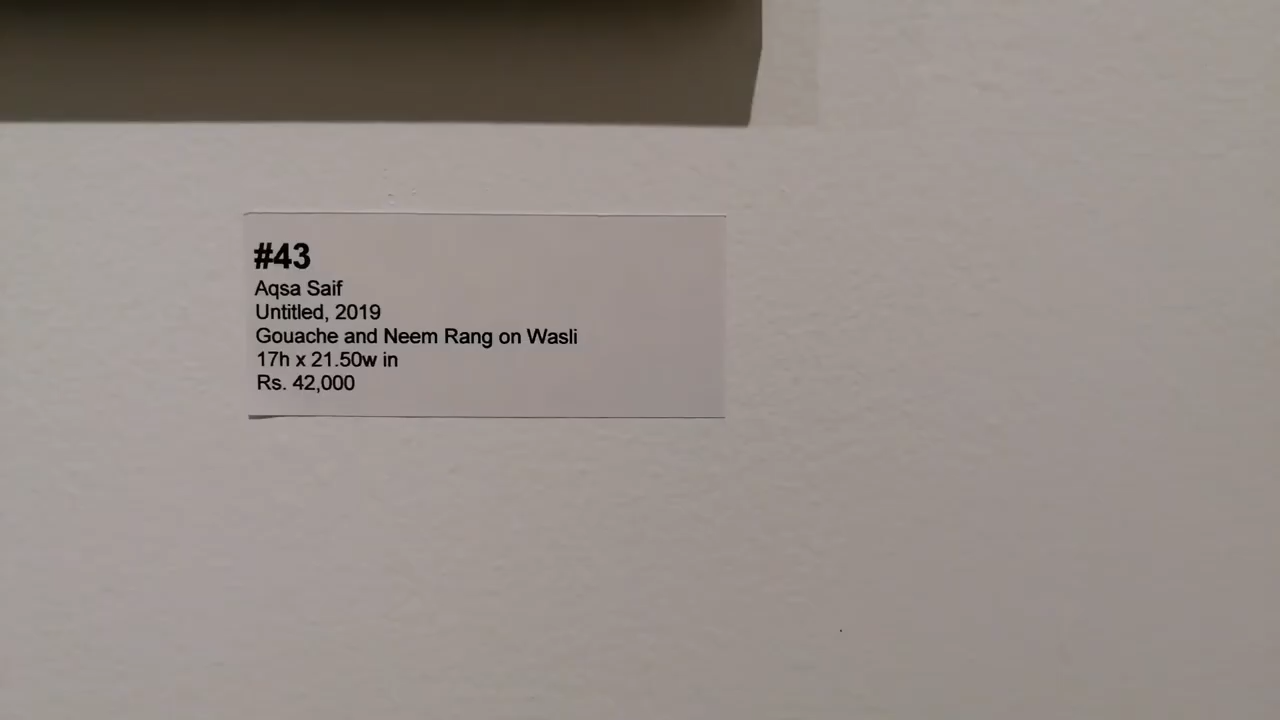 #43
Aqsa Saif
Untitled, 2019
Gouache and Neem Rang on Wasli
17h x 21.50w in
Rs. 42,000